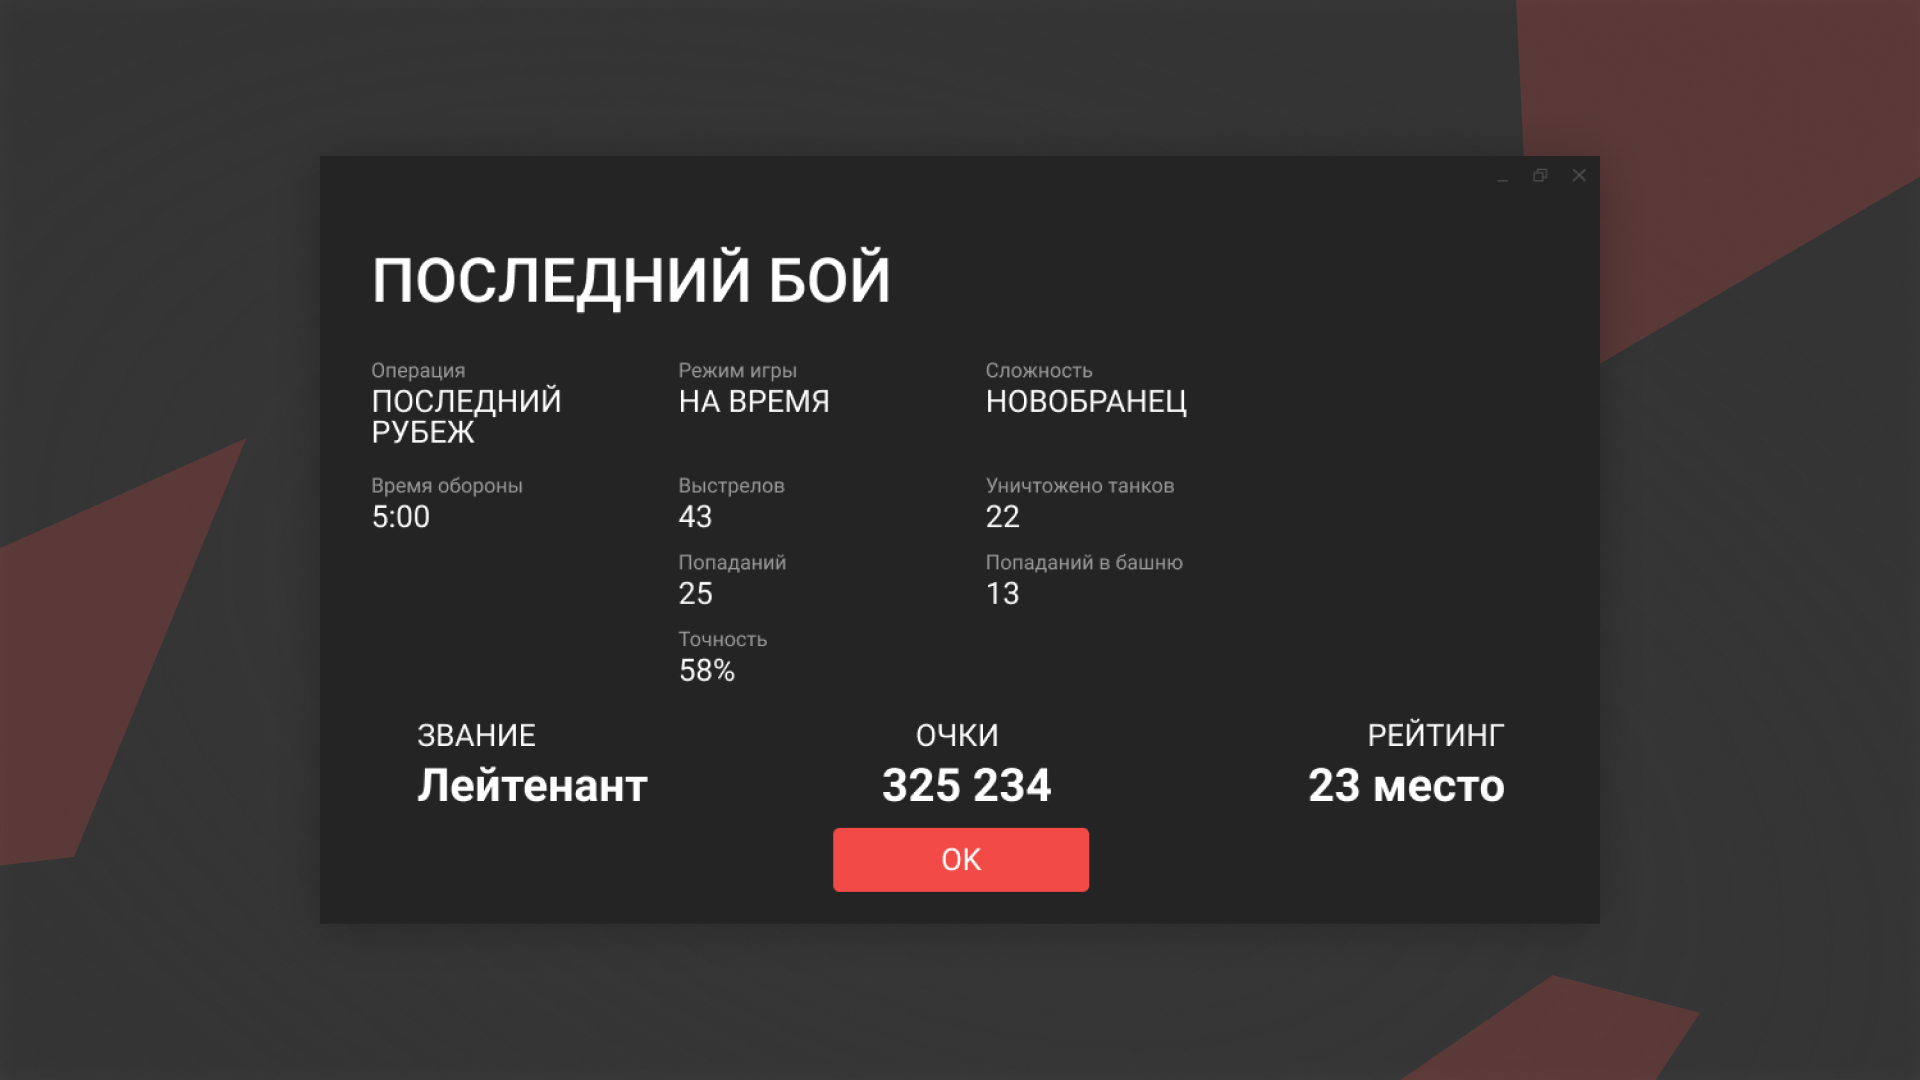 ПОСЛЕДНИЙ БОЙ
Операция
ПОСЛЕДНИЙ
РУБЕЖ
Режим игры
НА ВРЕМЯ
Сложность
НОВОБРАНЕЦ
Время обороны
5:00
Выстрелов
43
Уничтожено танков
22
Попаданий
25
Попаданий в башню
13
Точность
58%
ЗВАНИЕ
Лейтенант
ОЧКИ
325 234
РЕЙТИНГ
23 место
ОК